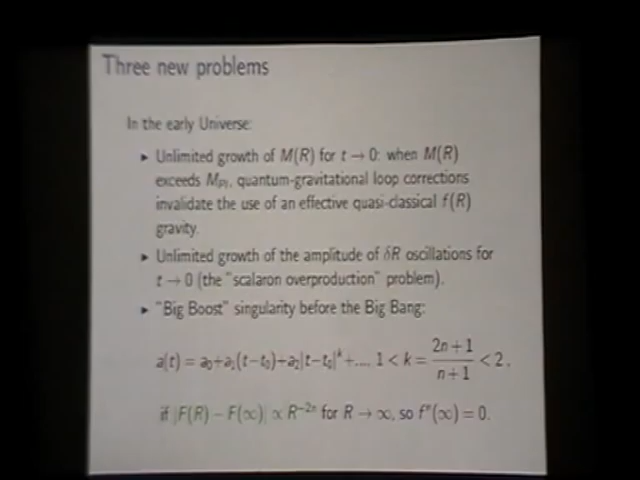 Three new problems
In the early Universe:
▸ Unlimited growth of M(R) for t → 0: when M(R)
exceeds M_Pl, quantum-gravitational loop corrections
invalidate the use of an effective quasi-classical f(R)
gravity.
▸ Unlimited growth of the amplitude of δR oscillations for
t → 0 (the "scalaron overproduction" problem).
▸ "Big Boost" singularity before the Big Bang:
a(t) = a₀+a₁(t−t₀)+a₂|t−t₀|^k+..., 1 < k = (2n+1)/(n+1) < 2,
if |F(R) − F(∞)| ∝ R^{−2n} for R → ∞, so f″(∞) = 0.